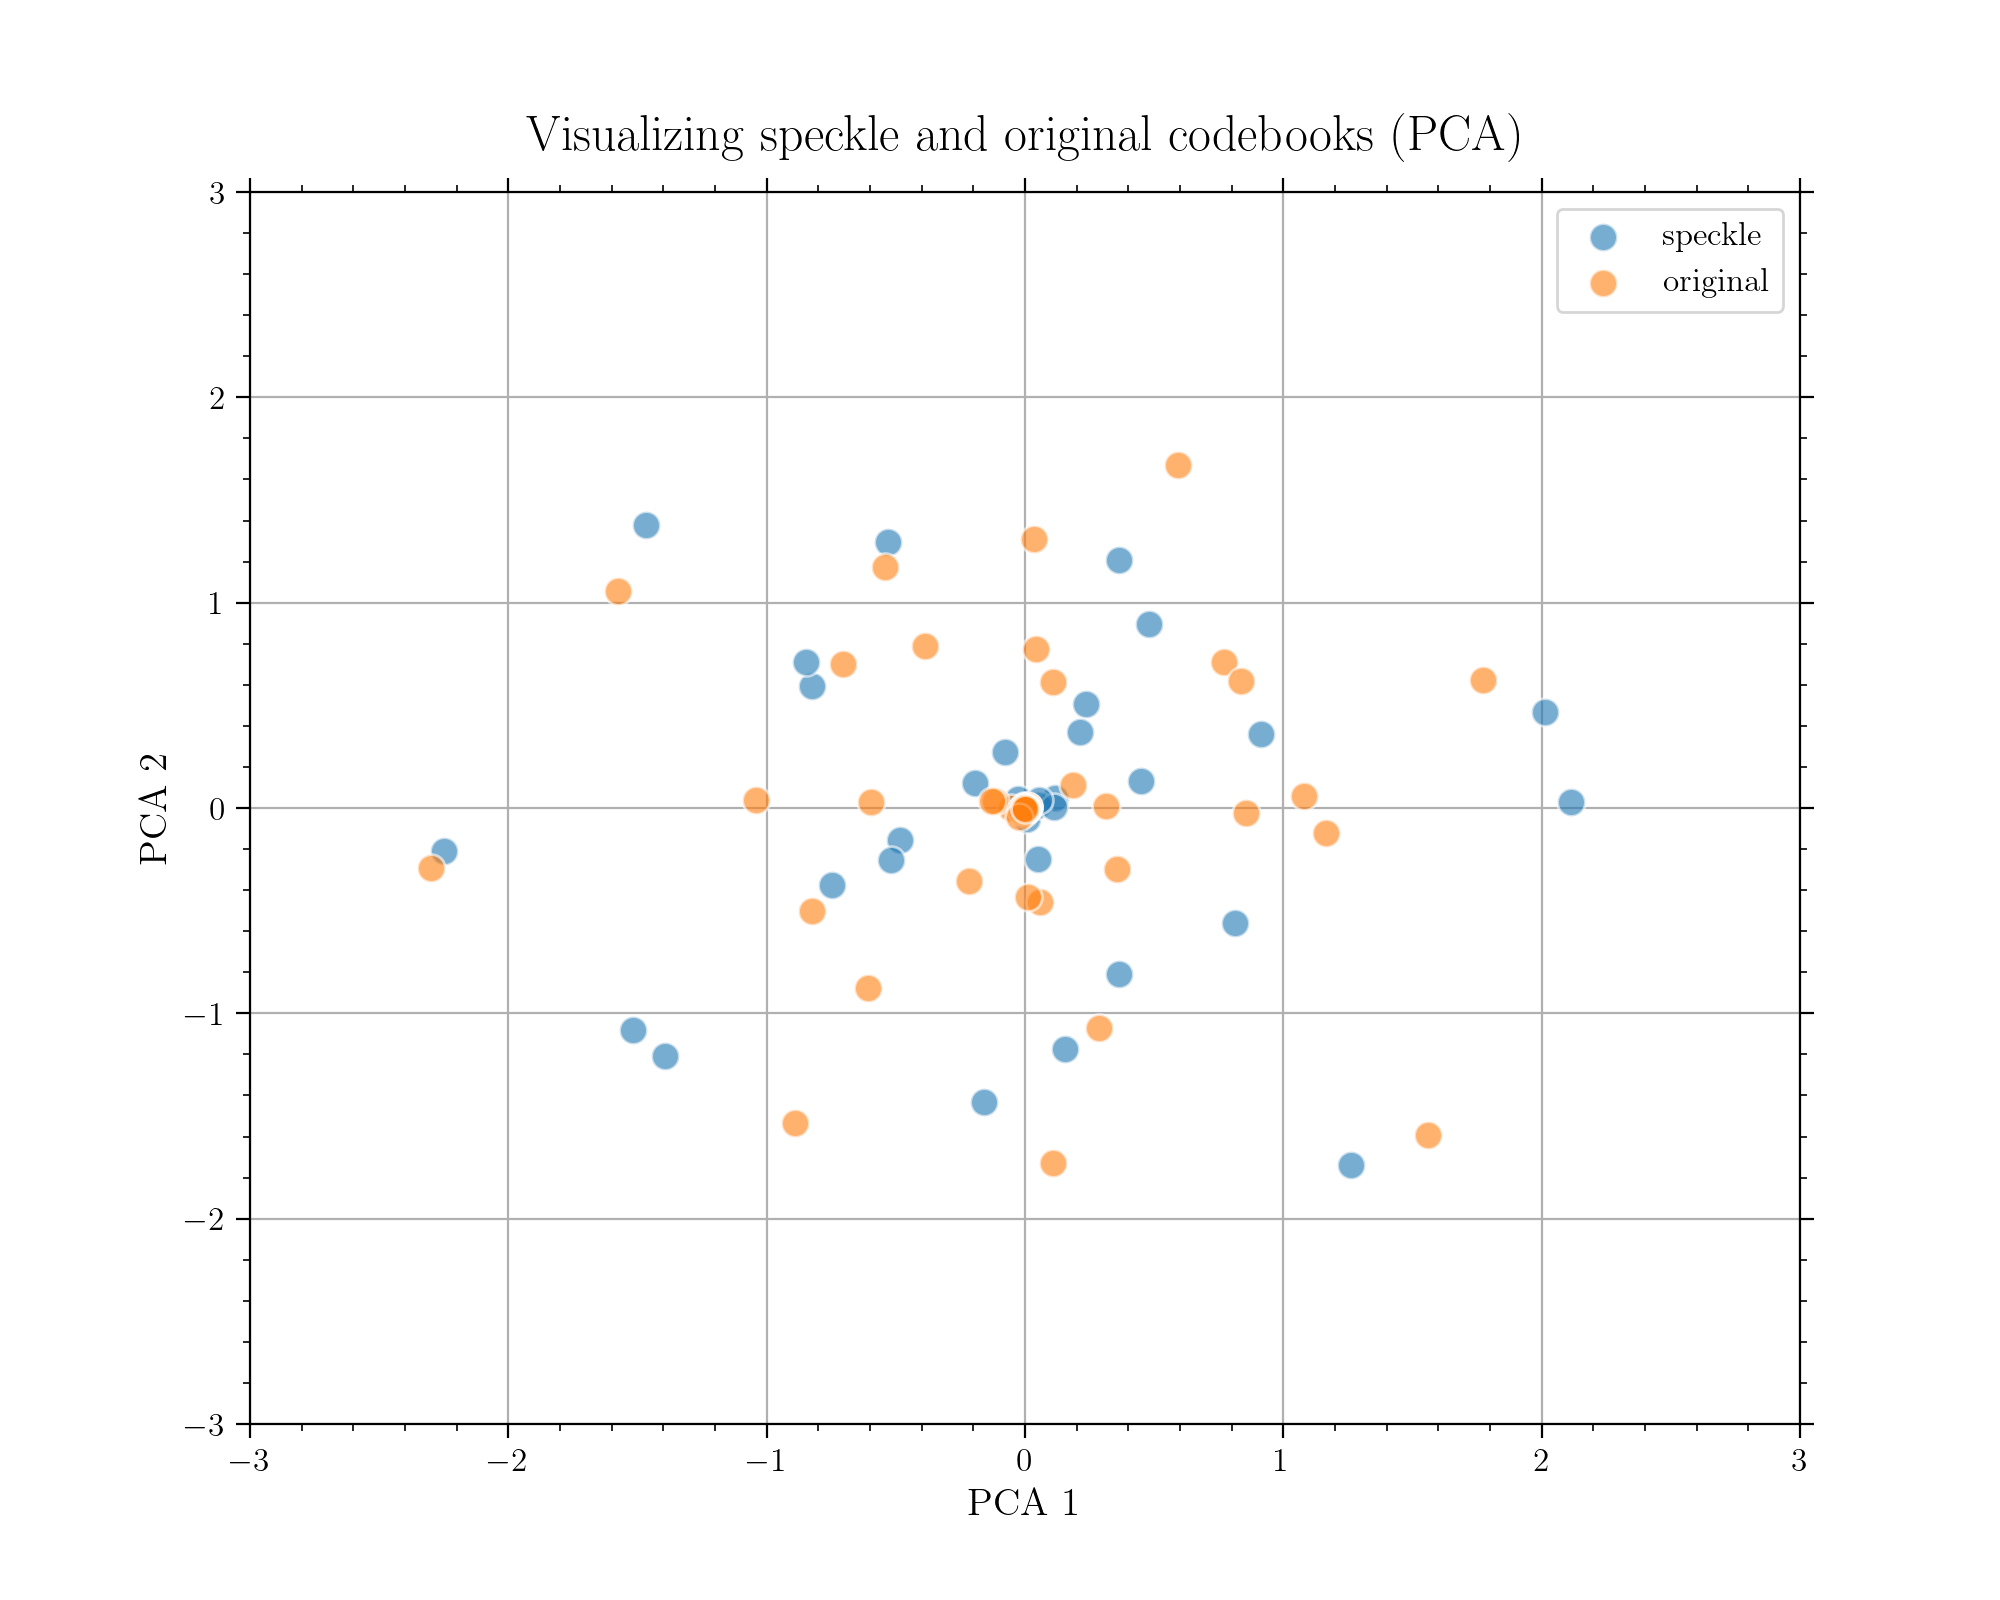 Visualizing speckle and original codebooks (PCA)
speckle
original
3
2
1
0
−1
−2
−3
PCA 2
−3
−2
−1
0
1
2
3
PCA 1